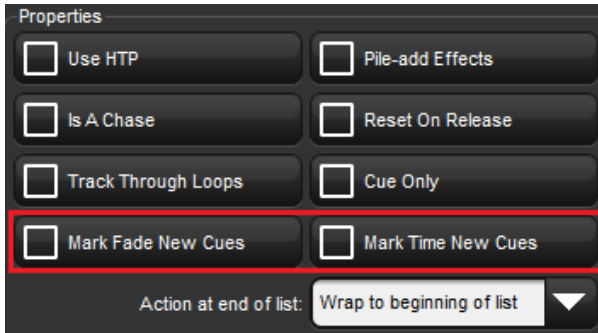 Properties
Use HTP
Pile-add Effects
Is A Chase
Reset On Release
Track Through Loops
Cue Only
Mark Fade New Cues
Mark Time New Cues
Action at end of list: Wrap to beginning of list